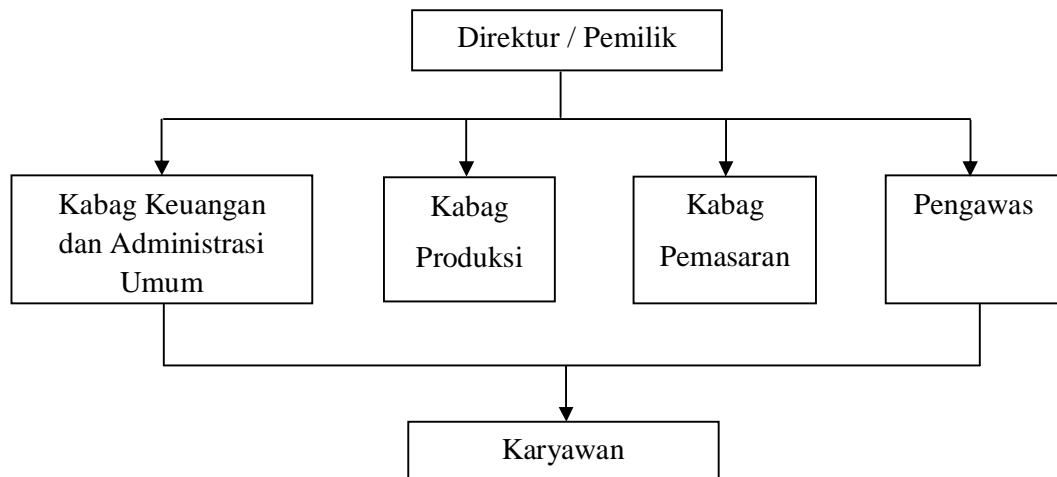 Direktur / Pemilik
Kabag Keuangan
dan Administrasi
Umum
Kabag
Produksi
Kabag
Pemasaran
Pengawas
Karyawan